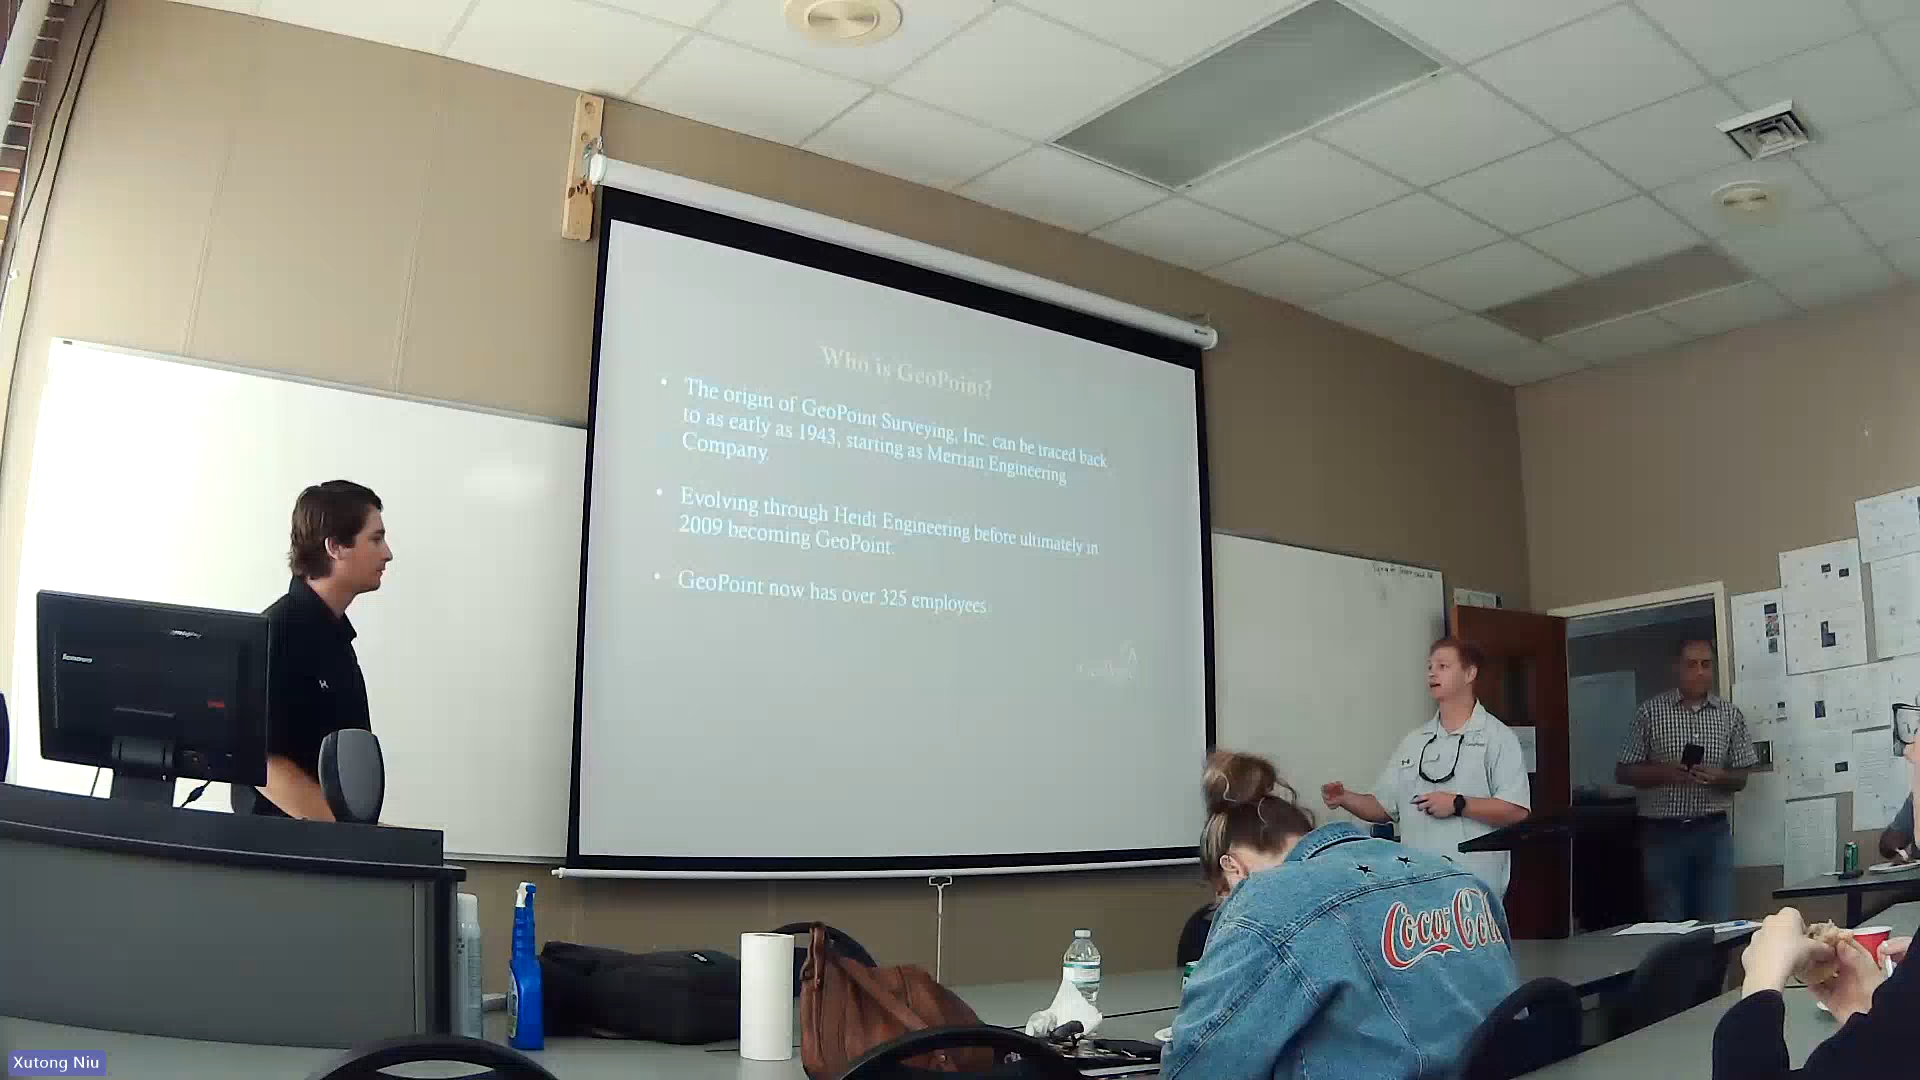 Who is GeoPoint?
• The origin of GeoPoint Surveying, Inc. can be traced back
to as early as 1943, starting as Merrian Engineering
Company.
• Evolving through Heidt Engineering before ultimately in
2009 becoming GeoPoint.
• GeoPoint now has over 325 employees
GeoPoint
lenovo
Coca-Cola
Xutong Niu